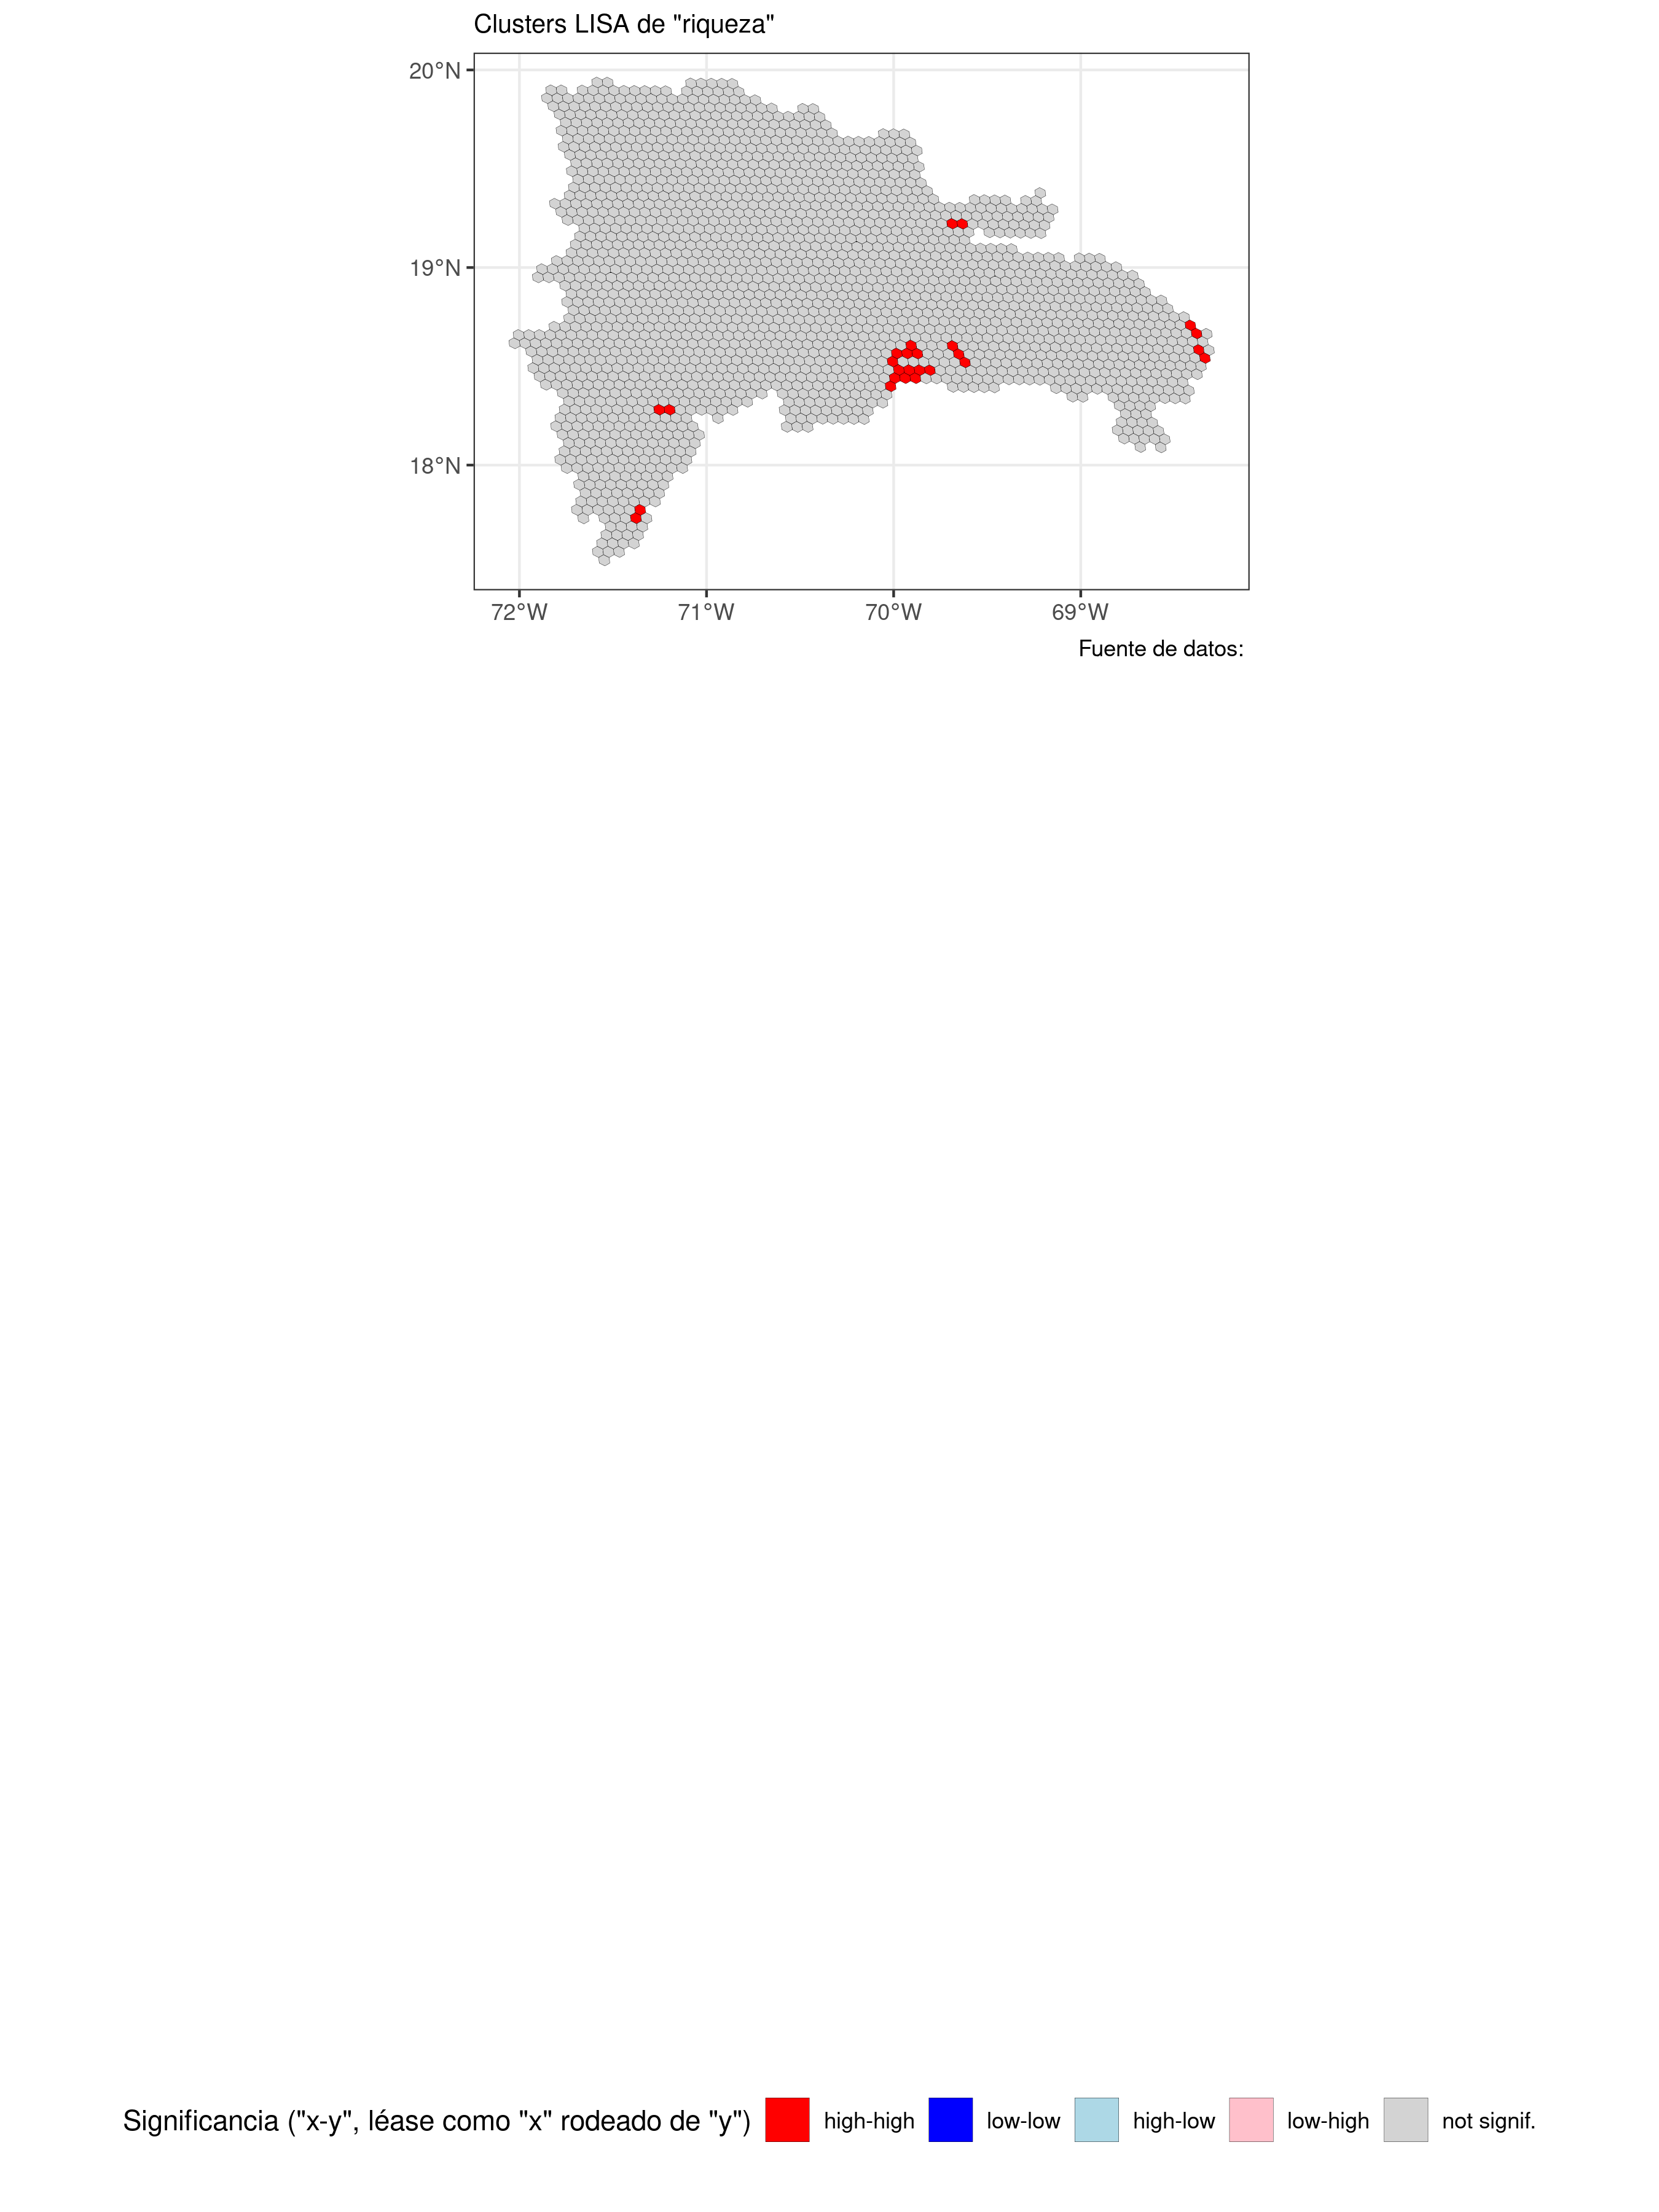 Clusters LISA de "riqueza"
20°N
19°N
18°N
72°W 71°W 70°W 69°W
Fuente de datos:
Significancia ("x-y", léase como "x" rodeado de "y") high-high low-low high-low low-high not signif.